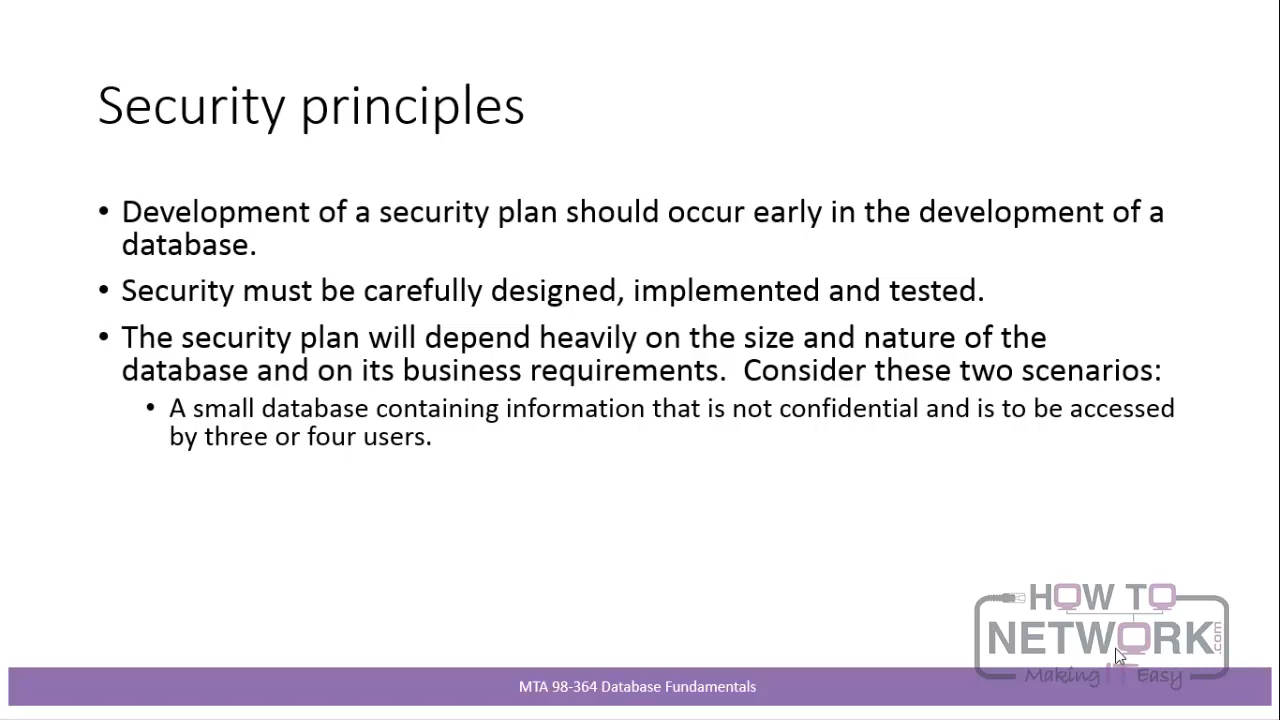 Security principles
• Development of a security plan should occur early in the development of a
database.
• Security must be carefully designed, implemented and tested.
• The security plan will depend heavily on the size and nature of the
database and on its business requirements.  Consider these two scenarios:
• A small database containing information that is not confidential and is to be accessed
by three or four users.
HOW TO
NETWORK.com
Making IT Easy
MTA 98-364 Database Fundamentals